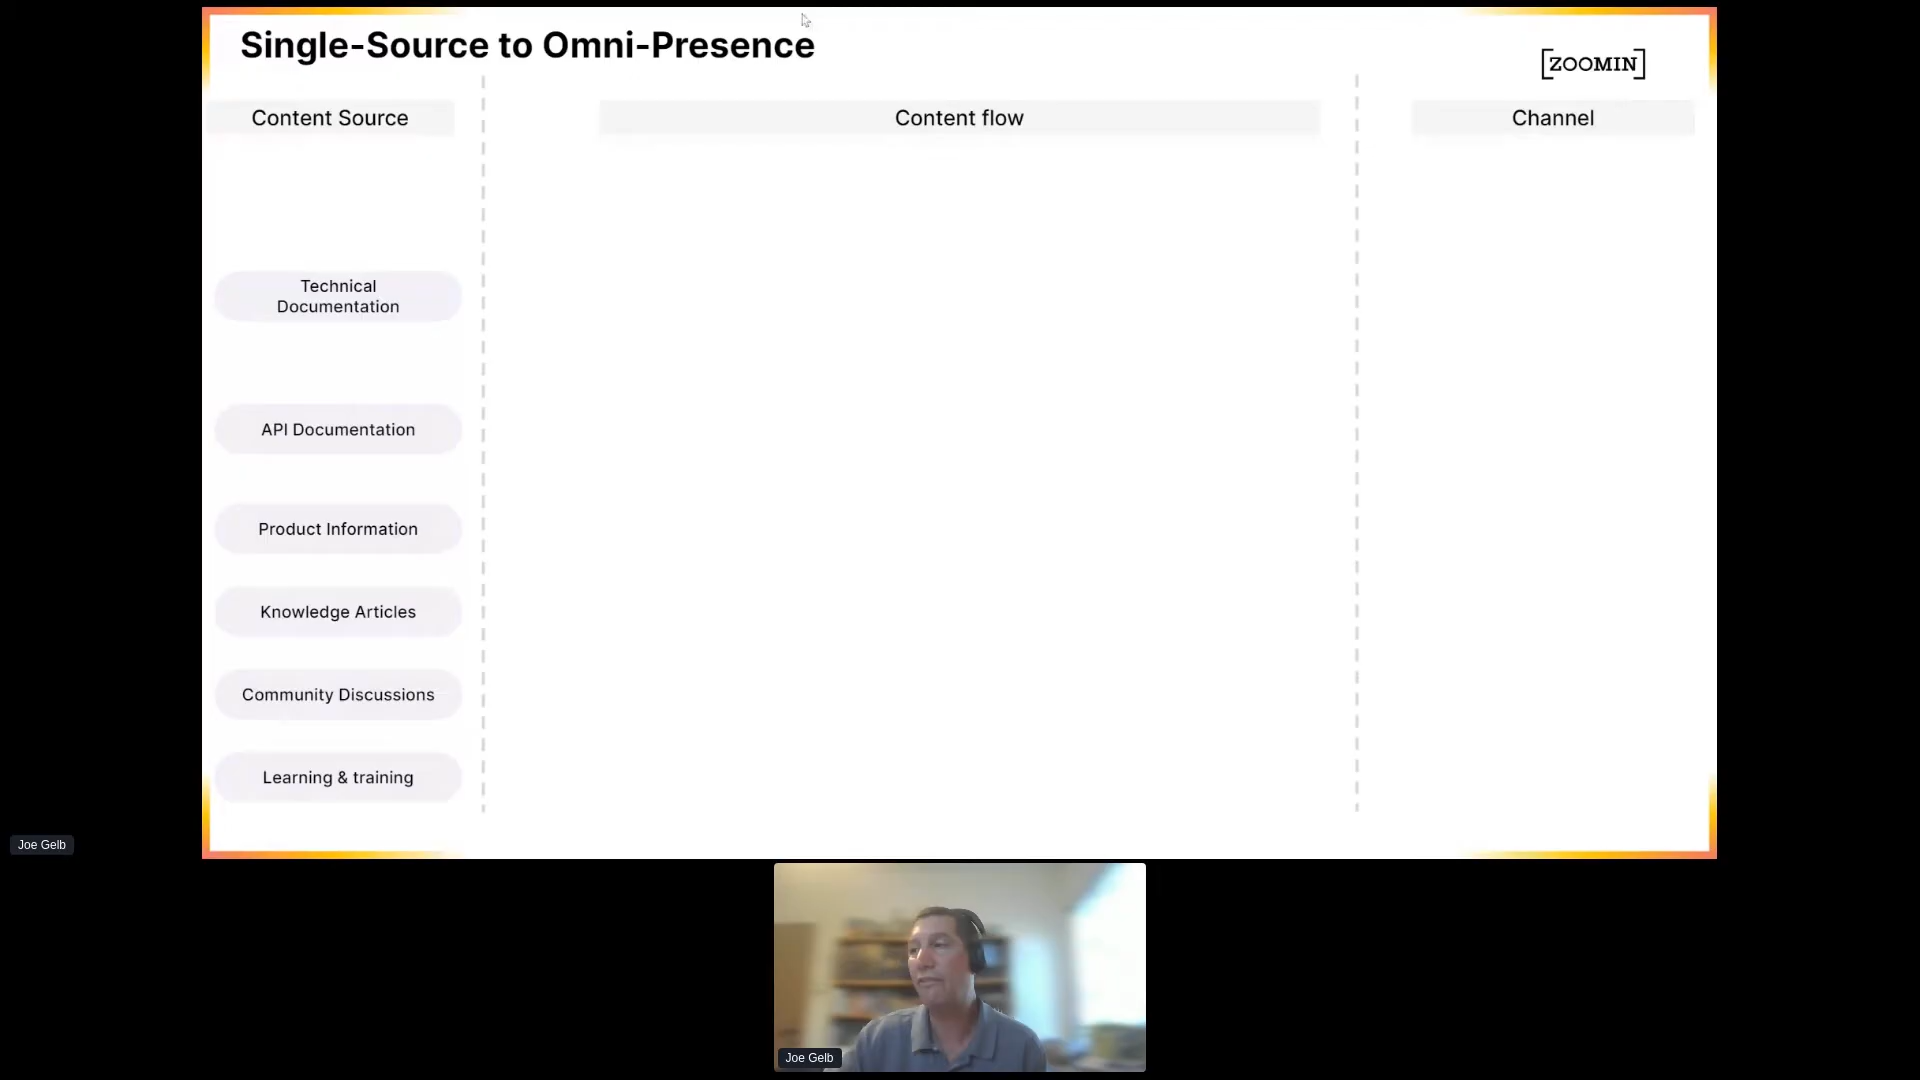 Single-Source to Omni-Presence
[ZOOMIN]
Content Source
Content flow
Channel
Technical
Documentation
API Documentation
Product Information
Knowledge Articles
Community Discussions
Learning & training
Joe Gelb
Joe Gelb